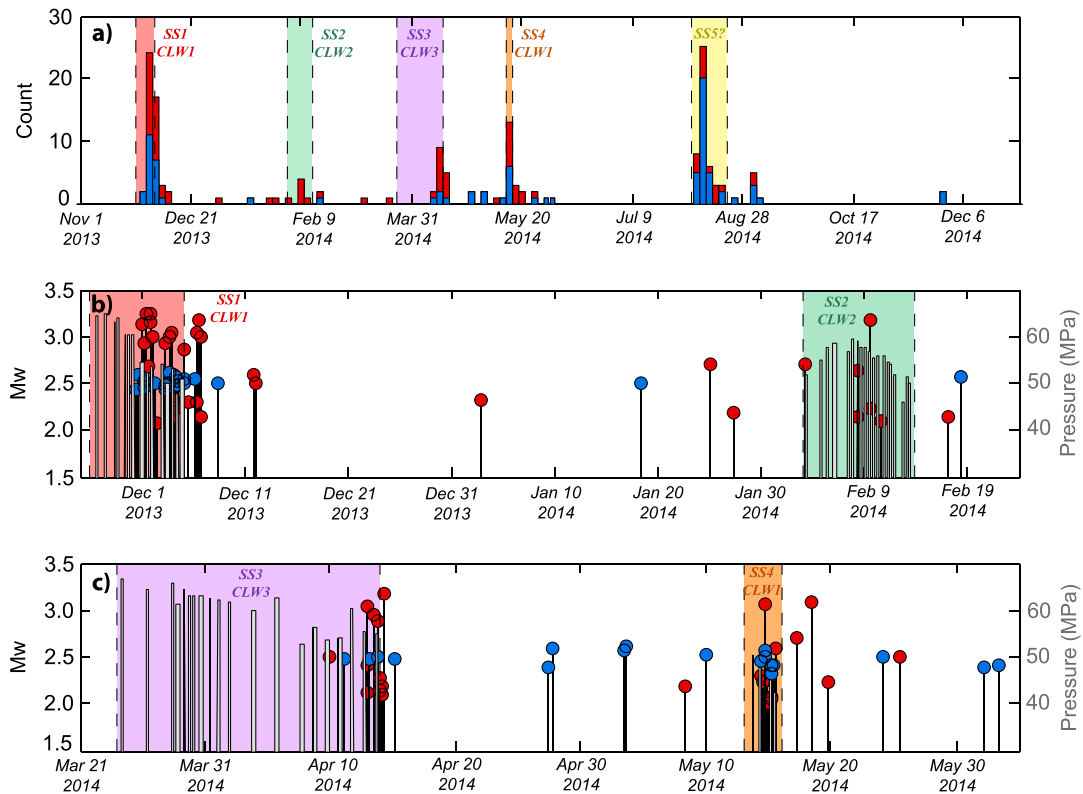 a)
30
20
10
0
Count
SS1
CLW1
SS2
CLW2
SS3
CLW3
SS4
CLW1
SS5?
Nov 1
2013
Dec 21
2013
Feb 9
2014
Mar 31
2014
May 20
2014
Jul 9
2014
Aug 28
2014
Oct 17
2014
Dec 6
2014
b)
3.5
3.0
2.5
2.0
1.5
Mw
SS1
CLW1
SS2
CLW2
60
50
40
Pressure (MPa)
Dec 1
2013
Dec 11
2013
Dec 21
2013
Dec 31
2013
Jan 10
2014
Jan 20
2014
Jan 30
2014
Feb 9
2014
Feb 19
2014
c)
3.5
3.0
2.5
2.0
1.5
Mw
SS3
CLW3
SS4
CLW1
60
50
40
Pressure (MPa)
Mar 21
2014
Mar 31
2014
Apr 10
2014
Apr 20
2014
Apr 30
2014
May 10
2014
May 20
2014
May 30
2014